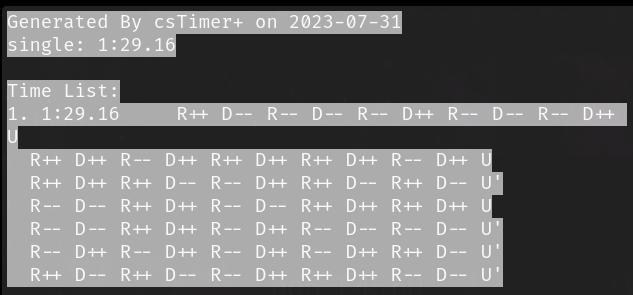 Generated By csTimer+ on 2023-07-31
single: 1:29.16
Time List:
1. 1:29.16     R++ D-- R-- D-- R-- D++ R-- D-- R-- D++
U
R++ D++ R-- D++ R++ D++ R++ D++ R-- D++ U
R++ D++ R++ D-- R-- D++ R-- D-- R++ D-- U'
R-- D-- R++ D++ R-- D-- R++ D++ R++ D++ U
R-- D-- R++ D++ R-- D++ R-- D-- R-- D-- U'
R-- D++ R-- D++ R-- D-- R++ D++ R-- D-- U'
R++ D-- R++ D-- R-- D++ R++ D++ R-- D-- U'